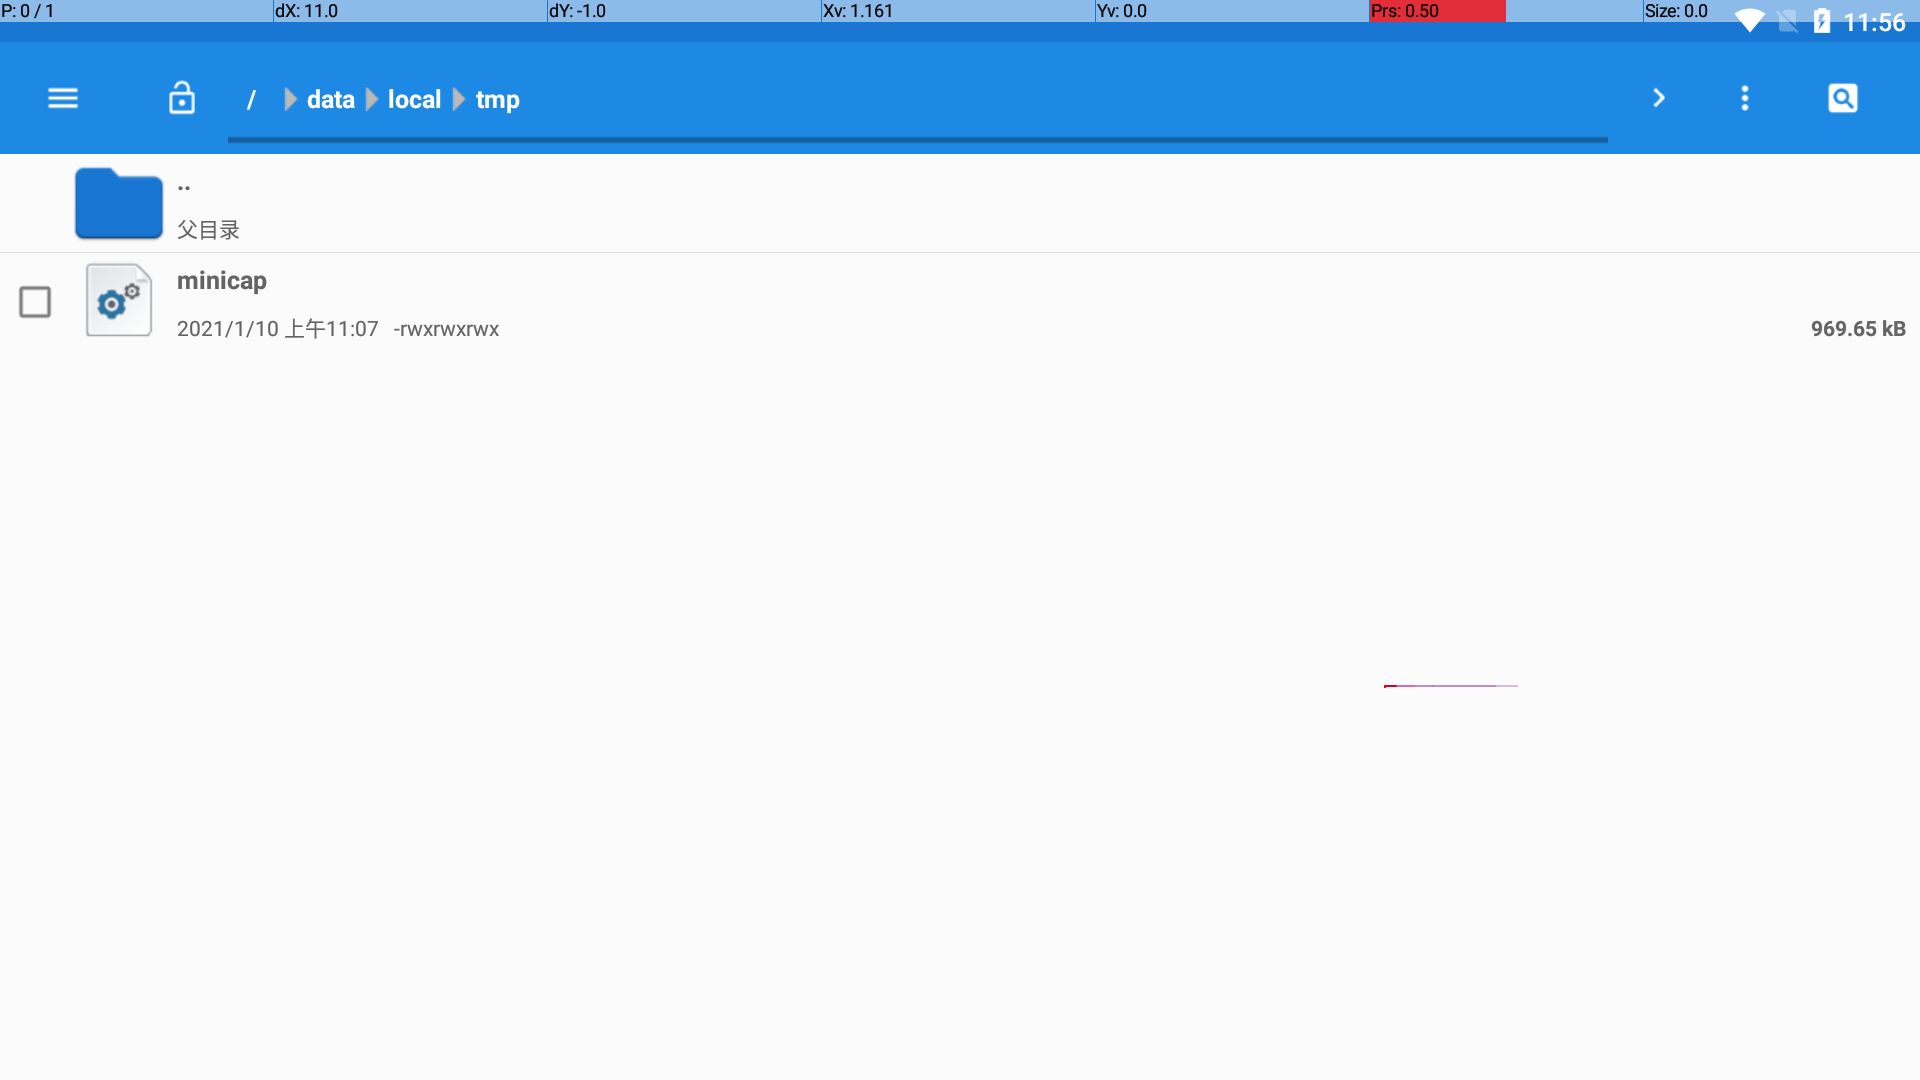 P: 0 / 1 dX: 11.0 dY: -1.0 Xv: 1.161 Yv: 0.0 Prs: 0.50 Size: 0.0 11:56
/ data local tmp
..
父目录
minicap
2021/1/10 上午11:07 -rwxrwxrwx 969.65 kB